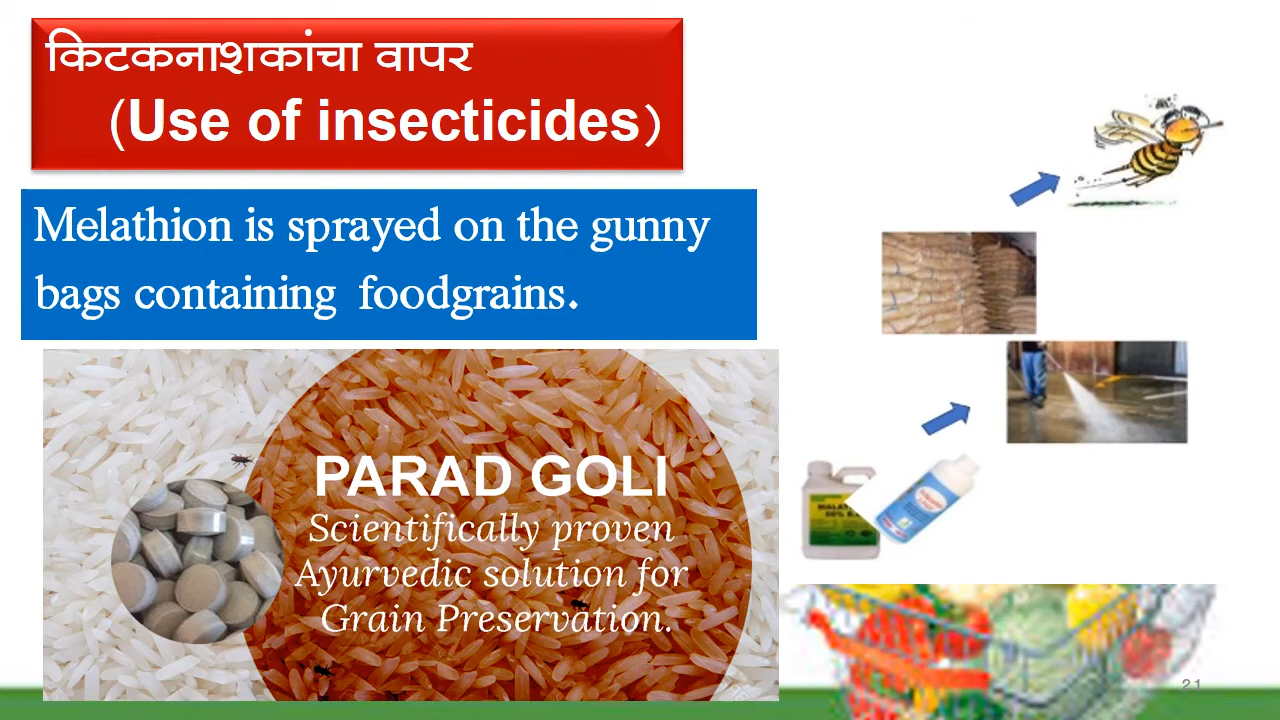 किटकनाशकांचा वापर
(Use of insecticides)
Melathion is sprayed on the gunny
bags containing foodgrains.
PARAD GOLI
Scientifically proven
Ayurvedic solution for
Grain Preservation.
21